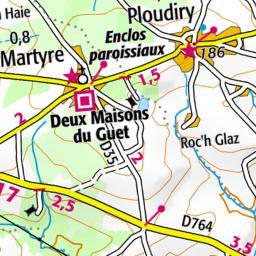 n Haie
Ploudiry
0,8
Enclos
paroissiaux
Martyre
186
1,5
Deux Maisons
du Guet
2
D35
2
Roc'h Glaz
17
2,5
D764
3,5